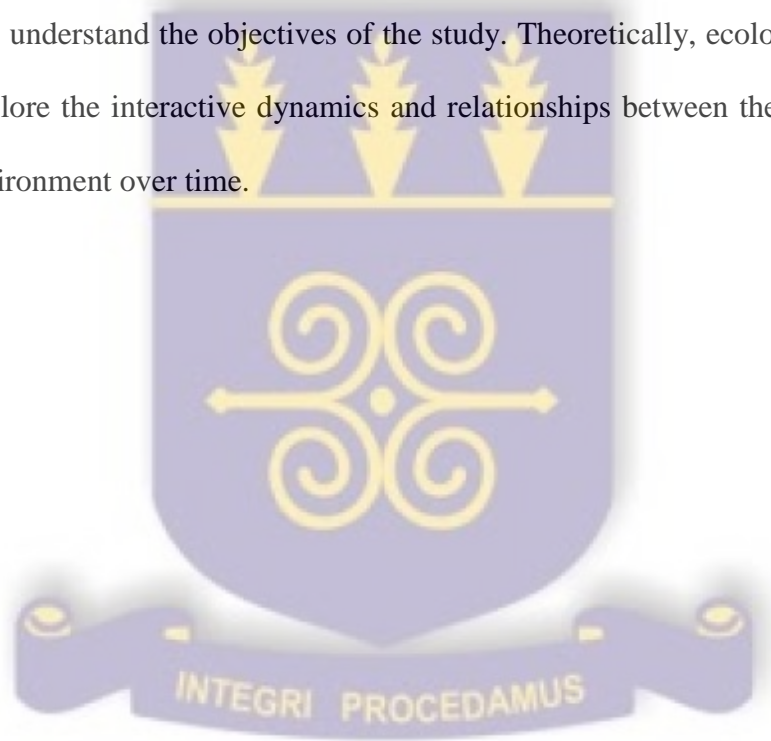 understand the objectives of the study. Theoretically, ecolo
lore the interactive dynamics and relationships between the
ironment over time.
INTEGRI PROCEDAMUS